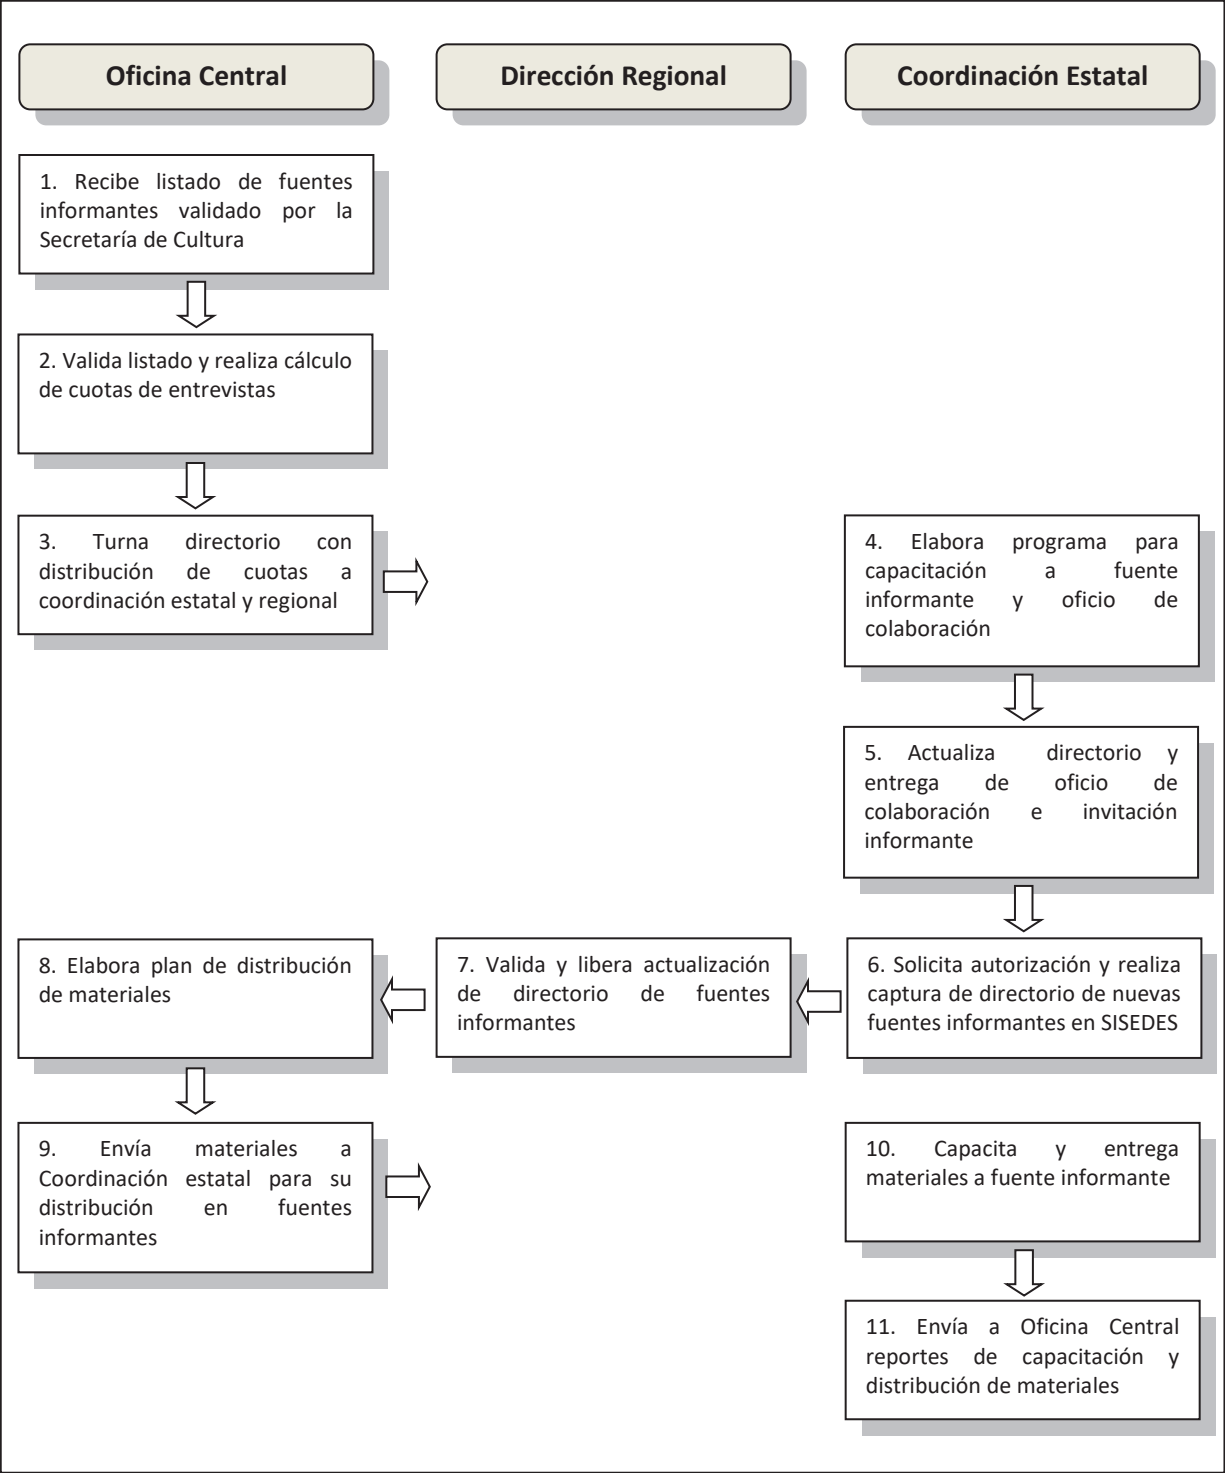 Oficina Central
Dirección Regional
Coordinación Estatal
1. Recibe listado de fuentes
informantes validado por la
Secretaría de Cultura
2. Valida listado y realiza cálculo
de cuotas de entrevistas
3. Turna directorio con
distribución de cuotas a
coordinación estatal y regional
4. Elabora programa para
capacitación a fuente
informante y oficio de
colaboración
5. Actualiza directorio y
entrega de oficio de
colaboración e invitación
informante
6. Solicita autorización y realiza
captura de directorio de nuevas
fuentes informantes en SISEDES
7. Valida y libera actualización
de directorio de fuentes
informantes
8. Elabora plan de distribución
de materiales
9. Envía materiales a
Coordinación estatal para su
distribución en fuentes
informantes
10. Capacita y entrega
materiales a fuente informante
11. Envía a Oficina Central
reportes de capacitación y
distribución de materiales